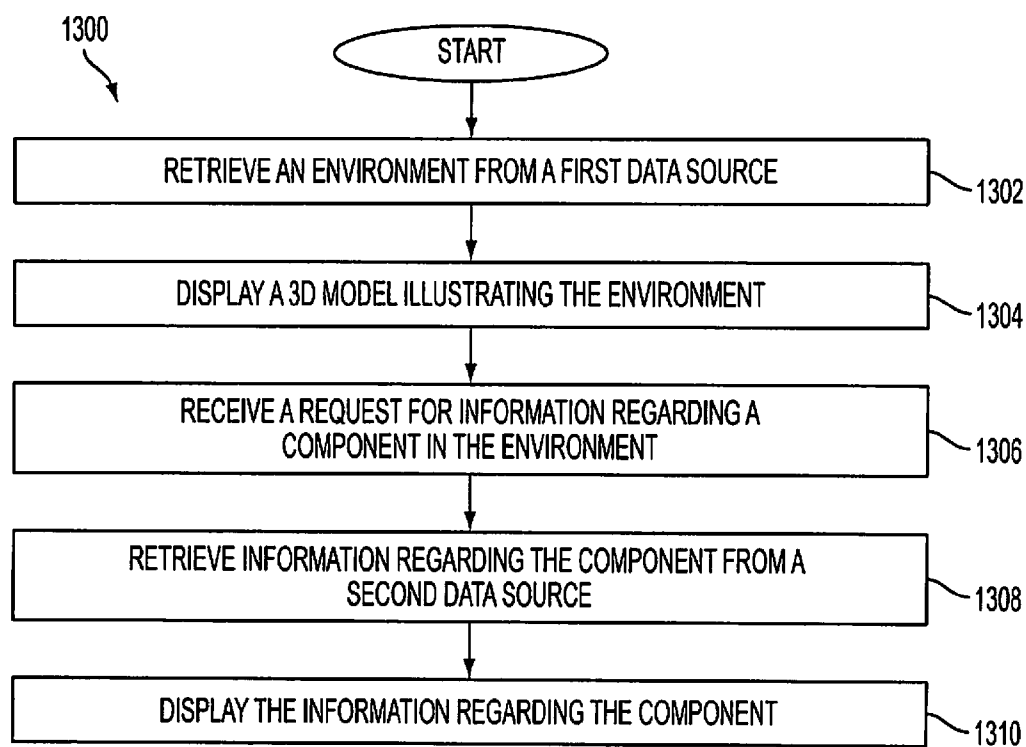 1300
START
RETRIEVE AN ENVIRONMENT FROM A FIRST DATA SOURCE
1302
DISPLAY A 3D MODEL ILLUSTRATING THE ENVIRONMENT
1304
RECEIVE A REQUEST FOR INFORMATION REGARDING A
COMPONENT IN THE ENVIRONMENT
1306
RETRIEVE INFORMATION REGARDING THE COMPONENT FROM A
SECOND DATA SOURCE
1308
DISPLAY THE INFORMATION REGARDING THE COMPONENT
1310